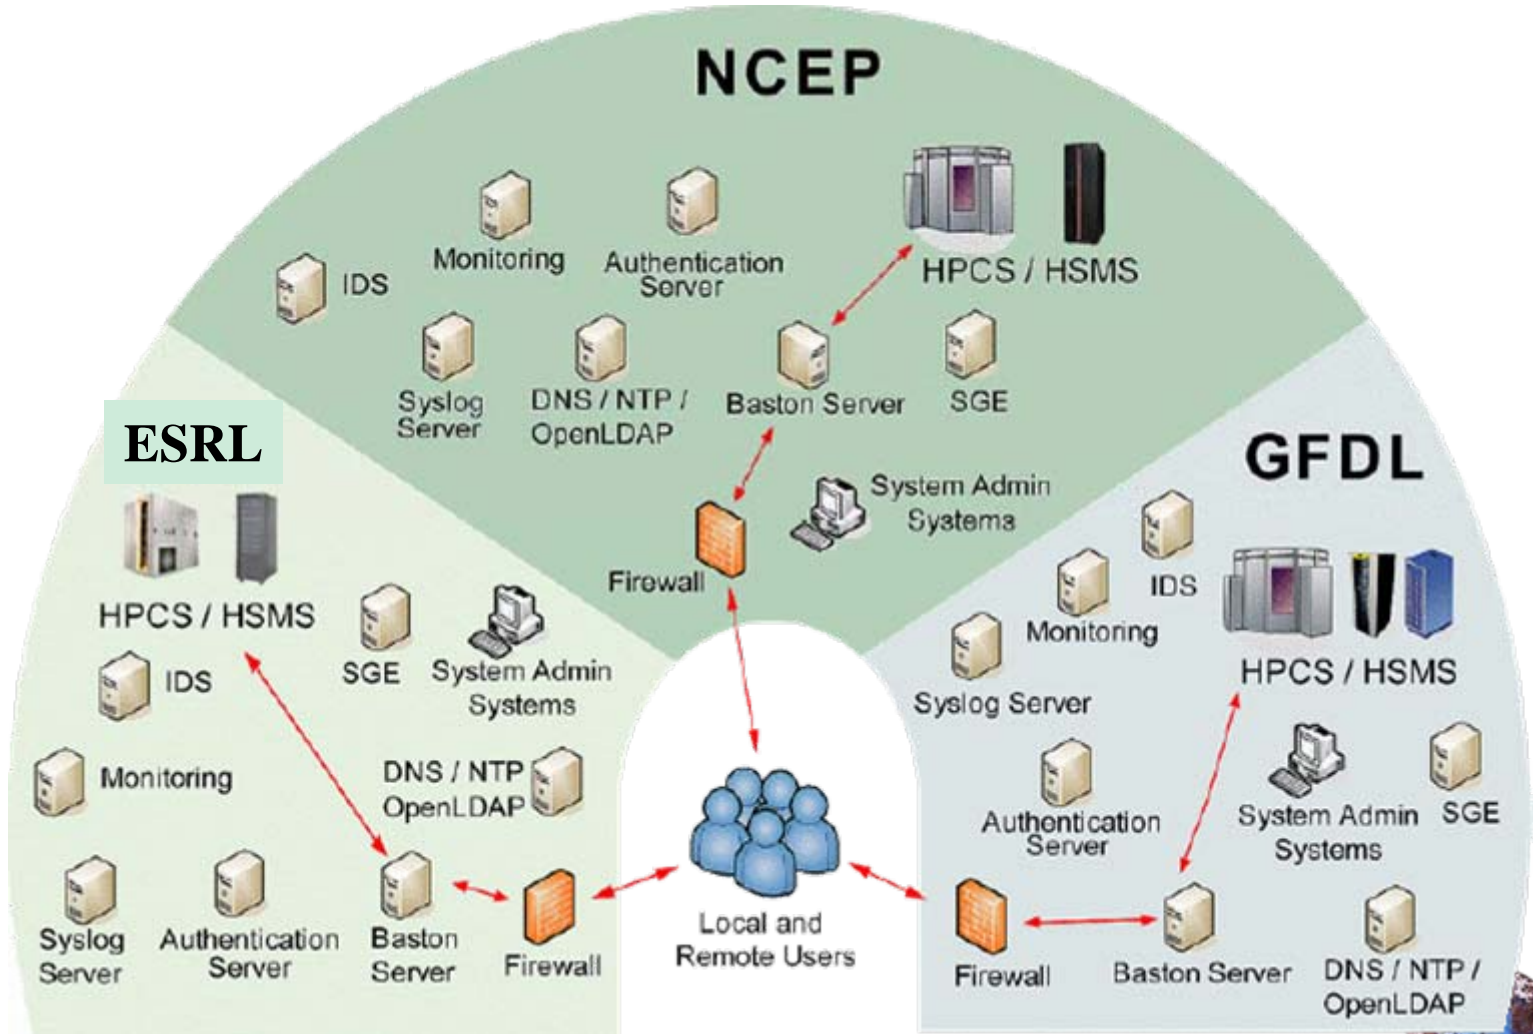 NCEP
Monitoring
Authentication
Server
IDS
HPCS / HSMS
Syslog
Server
DNS / NTP /
OpenLDAP
Baston Server
SGE
System Admin
Systems
Firewall
ESRL
HPCS / HSMS
SGE
System Admin
Systems
IDS
Monitoring
DNS / NTP
OpenLDAP
Syslog
Server
Authentication
Server
Baston
Server
Firewall
Local and
Remote Users
GFDL
IDS
Monitoring
HPCS / HSMS
Syslog Server
Authentication
Server
System Admin
Systems
SGE
Firewall
Baston Server
DNS / NTP /
OpenLDAP